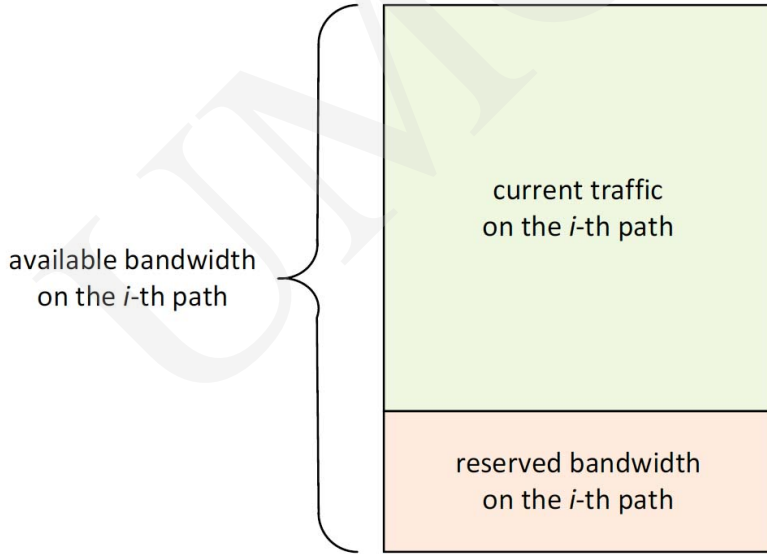 current traffic
on the i-th path
available bandwidth
on the i-th path
reserved bandwidth
on the i-th path